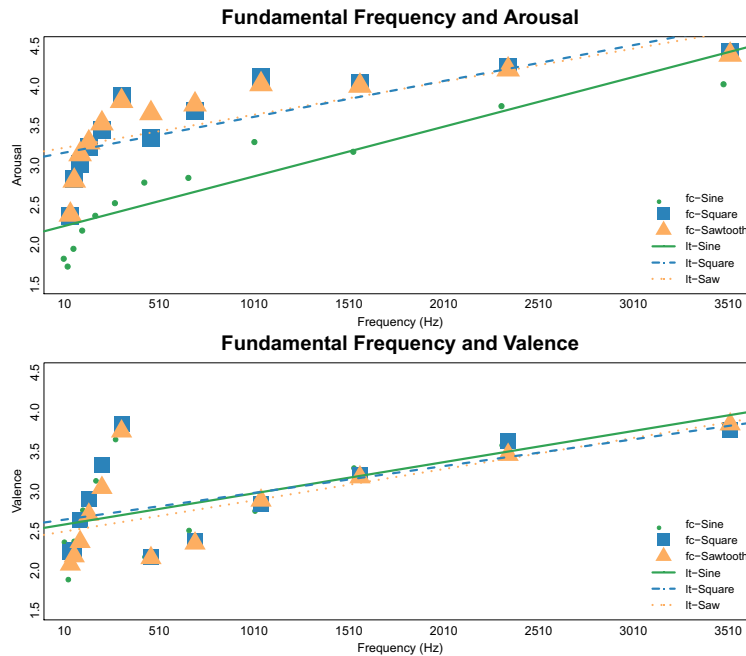 Fundamental Frequency and Arousal
4.5
4.0
3.5
3.0
2.5
2.0
1.5
Arousal
fc−Sine
fc−Square
fc−Sawtooth
lt−Sine
lt−Square
lt−Saw
10 510 1010 1510 2010 2510 3010 3510
Frequency (Hz)
Fundamental Frequency and Valence
4.5
4.0
3.5
3.0
2.5
2.0
1.5
Valence
fc−Sine
fc−Square
fc−Sawtooth
lt−Sine
lt−Square
lt−Saw
10 510 1010 1510 2010 2510 3010 3510
Frequency (Hz)